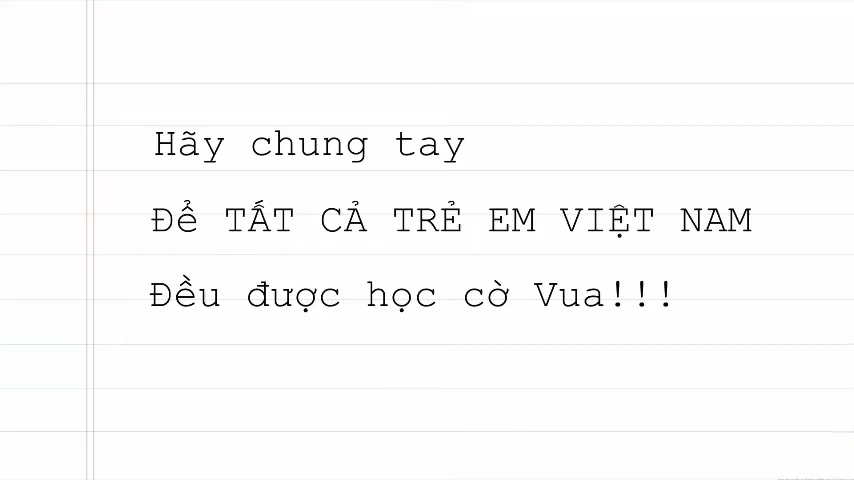 Hãy chung tay
Để TẤT CẢ TRẺ EM VIỆT NAM
Đều được học cờ Vua!!!